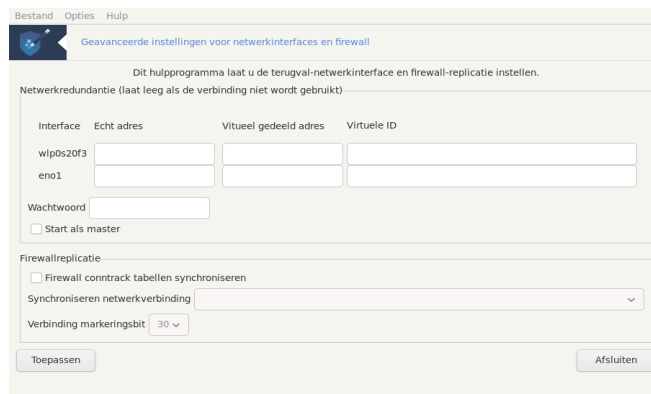 Bestand Opties Hulp
Geavanceerde instellingen voor netwerkinterfaces en firewall
Dit hulpprogramma laat u de terugval-netwerkinterface en firewall-replicatie instellen.
Netwerkredundantie (laat leeg als de verbinding niet wordt gebruikt)
Interface Echt adres Vitueel gedeeld adres Virtuele ID
wlp0s20f3
eno1
Wachtwoord
Start als master
Firewallreplicatie
Firewall conntrack tabellen synchroniseren
Synchroniseren netwerkverbinding
Verbinding markeringsbit 30
Toepassen Afsluiten